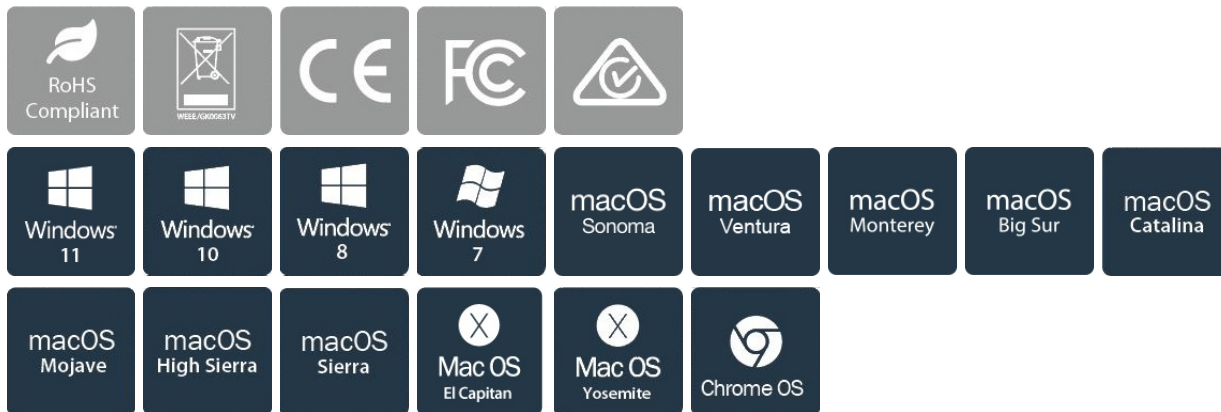 RoHS
Compliant
WEEE/GK0063TV
CE
FC
Windows
11
Windows
10
Windows
8
Windows
7
macOS
Sonoma
macOS
Ventura
macOS
Monterey
macOS
Big Sur
macOS
Catalina
macOS
Mojave
macOS
High Sierra
macOS
Sierra
X
Mac OS
El Capitan
X
Mac OS
Yosemite
Chrome OS